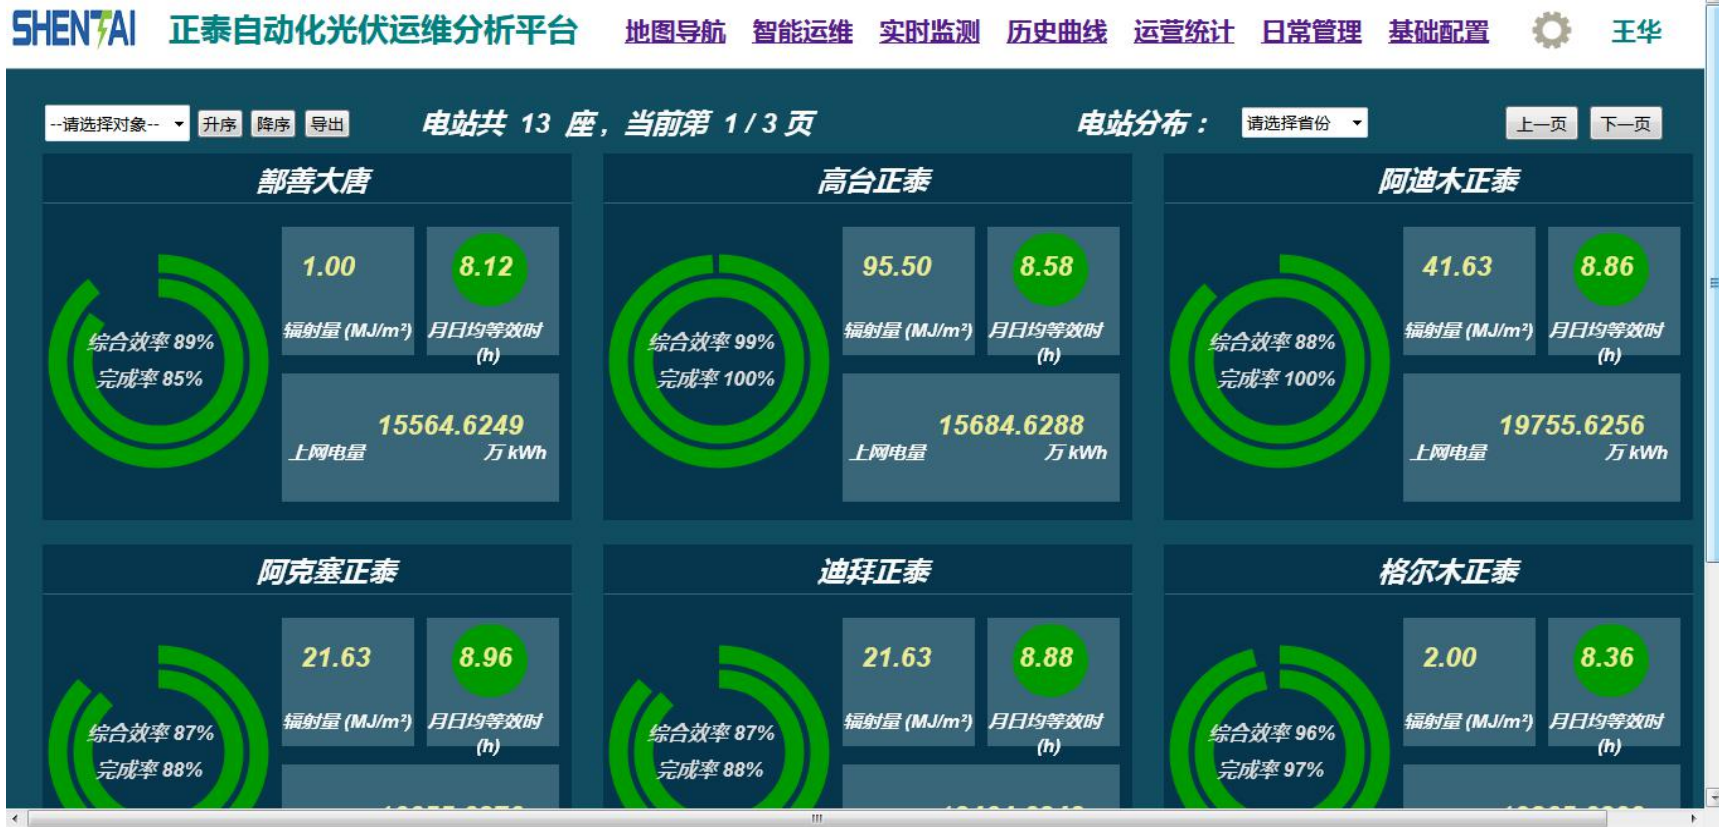 SHENTAI 正泰自动化光伏运维分析平台 地图导航 智能运维 实时监测 历史曲线 运营统计 日常管理 基础配置 王华
--请选择对象-- 升序 降序 导出 电站共 13 座，当前第 1 / 3 页 电站分布： 请选择省份 上一页 下一页
鄯善大唐
1.00
8.12
辐射量 (MJ/m²)
月日均等效时
(h)
综合效率 89%
完成率 85%
15564.6249
上网电量 万 kWh
高台正泰
95.50
8.58
辐射量 (MJ/m²)
月日均等效时
(h)
综合效率 99%
完成率 100%
15684.6288
上网电量 万 kWh
阿迪木正泰
41.63
8.86
辐射量 (MJ/m²)
月日均等效时
(h)
综合效率 88%
完成率 100%
19755.6256
上网电量 万 kWh
阿克塞正泰
21.63
8.96
辐射量 (MJ/m²)
月日均等效时
(h)
综合效率 87%
完成率 88%
迪拜正泰
21.63
8.88
辐射量 (MJ/m²)
月日均等效时
(h)
综合效率 87%
完成率 88%
格尔木正泰
2.00
8.36
辐射量 (MJ/m²)
月日均等效时
(h)
综合效率 96%
完成率 97%